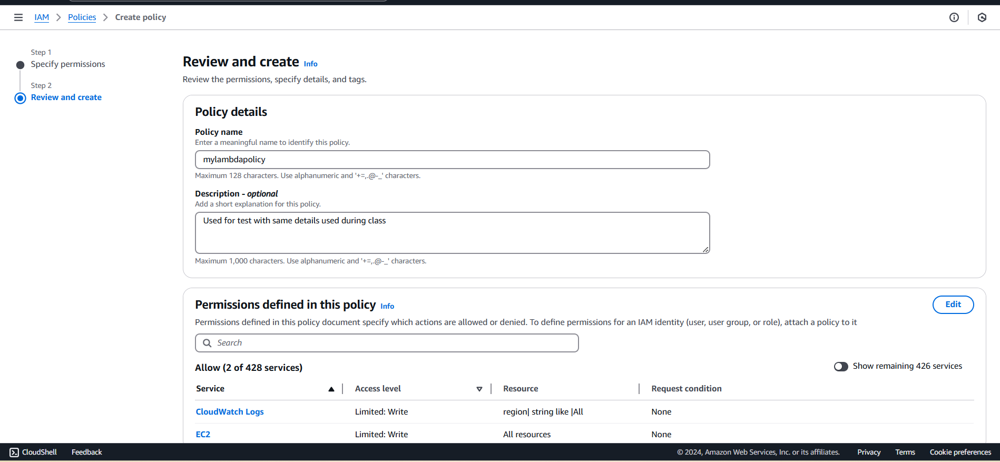 IAM > Policies > Create policy
Step 1
Specify permissions
Step 2
Review and create
Review and create Info
Review the permissions, specify details, and tags.
Policy details
Policy name
Enter a meaningful name to identify this policy.
mylambdapolicy
Maximum 128 characters. Use alphanumeric and '+=,.@-_' characters.
Description - optional
Add a short explanation for this policy.
Used for test with same details used during class
Maximum 1,000 characters. Use alphanumeric and '+=,.@-_' characters.
Permissions defined in this policy Info
Edit
Permissions defined in this policy document specify which actions are allowed or denied. To define permissions for an IAM identity (user, user group, or role), attach a policy to it
Search
Allow (2 of 428 services)
Show remaining 426 services
Service Access level Resource Request condition
CloudWatch Logs Limited: Write region| string like |All None
EC2 Limited: Write All resources None
CloudShell Feedback © 2024, Amazon Web Services, Inc. or its affiliates. Privacy Terms Cookie preferences